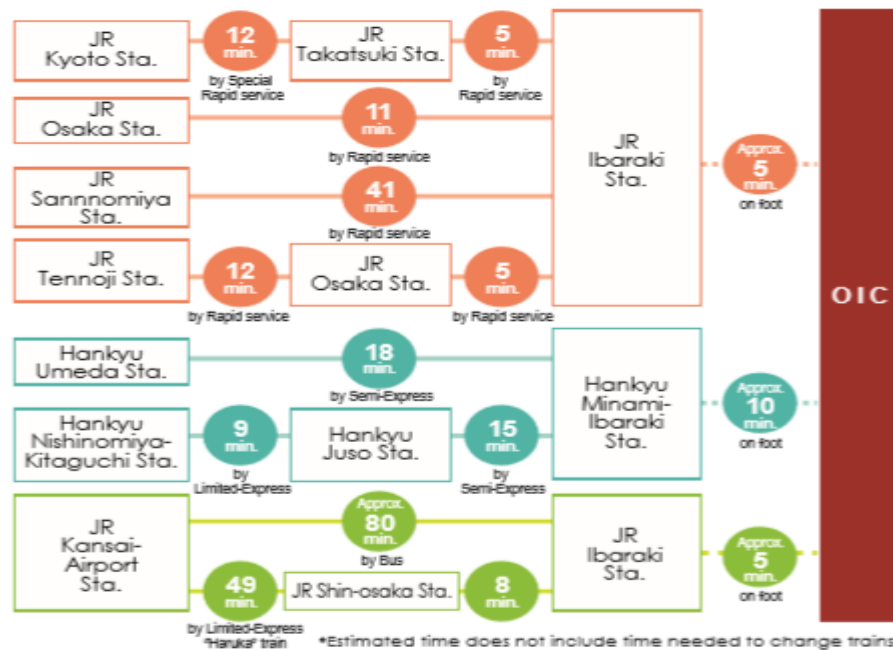 JR
Kyoto Sta.
12
min.
by Special
Rapid service
JR
Takatsuki Sta.
5
min.
by
Rapid service
JR
Osaka Sta.
11
min.
by Rapid service
JR
Sannnomiya
Sta.
41
min.
by Rapid service
JR
Tennoji Sta.
12
min.
by Rapid service
JR
Osaka Sta.
5
min.
by Rapid service
JR
Ibaraki
Sta.
Approx.
5
min.
on foot
Hankyu
Umeda Sta.
18
min.
by Semi-Express
Hankyu
Nishinomiya-
Kitaguchi Sta.
9
min.
by
Limited-Express
Hankyu
Juso Sta.
15
min.
by
Semi-Express
Hankyu
Minami-
Ibaraki
Sta.
Approx.
10
min.
on foot
JR
Kansai-
Airport
Sta.
Approx.
80
min.
by Bus
49
min.
by Limited-Express
"Haruka" train
JR Shin-osaka Sta.
8
min.
JR
Ibaraki
Sta.
Approx.
5
min.
on foot
OIC
*Estimated time does not include time needed to change trains